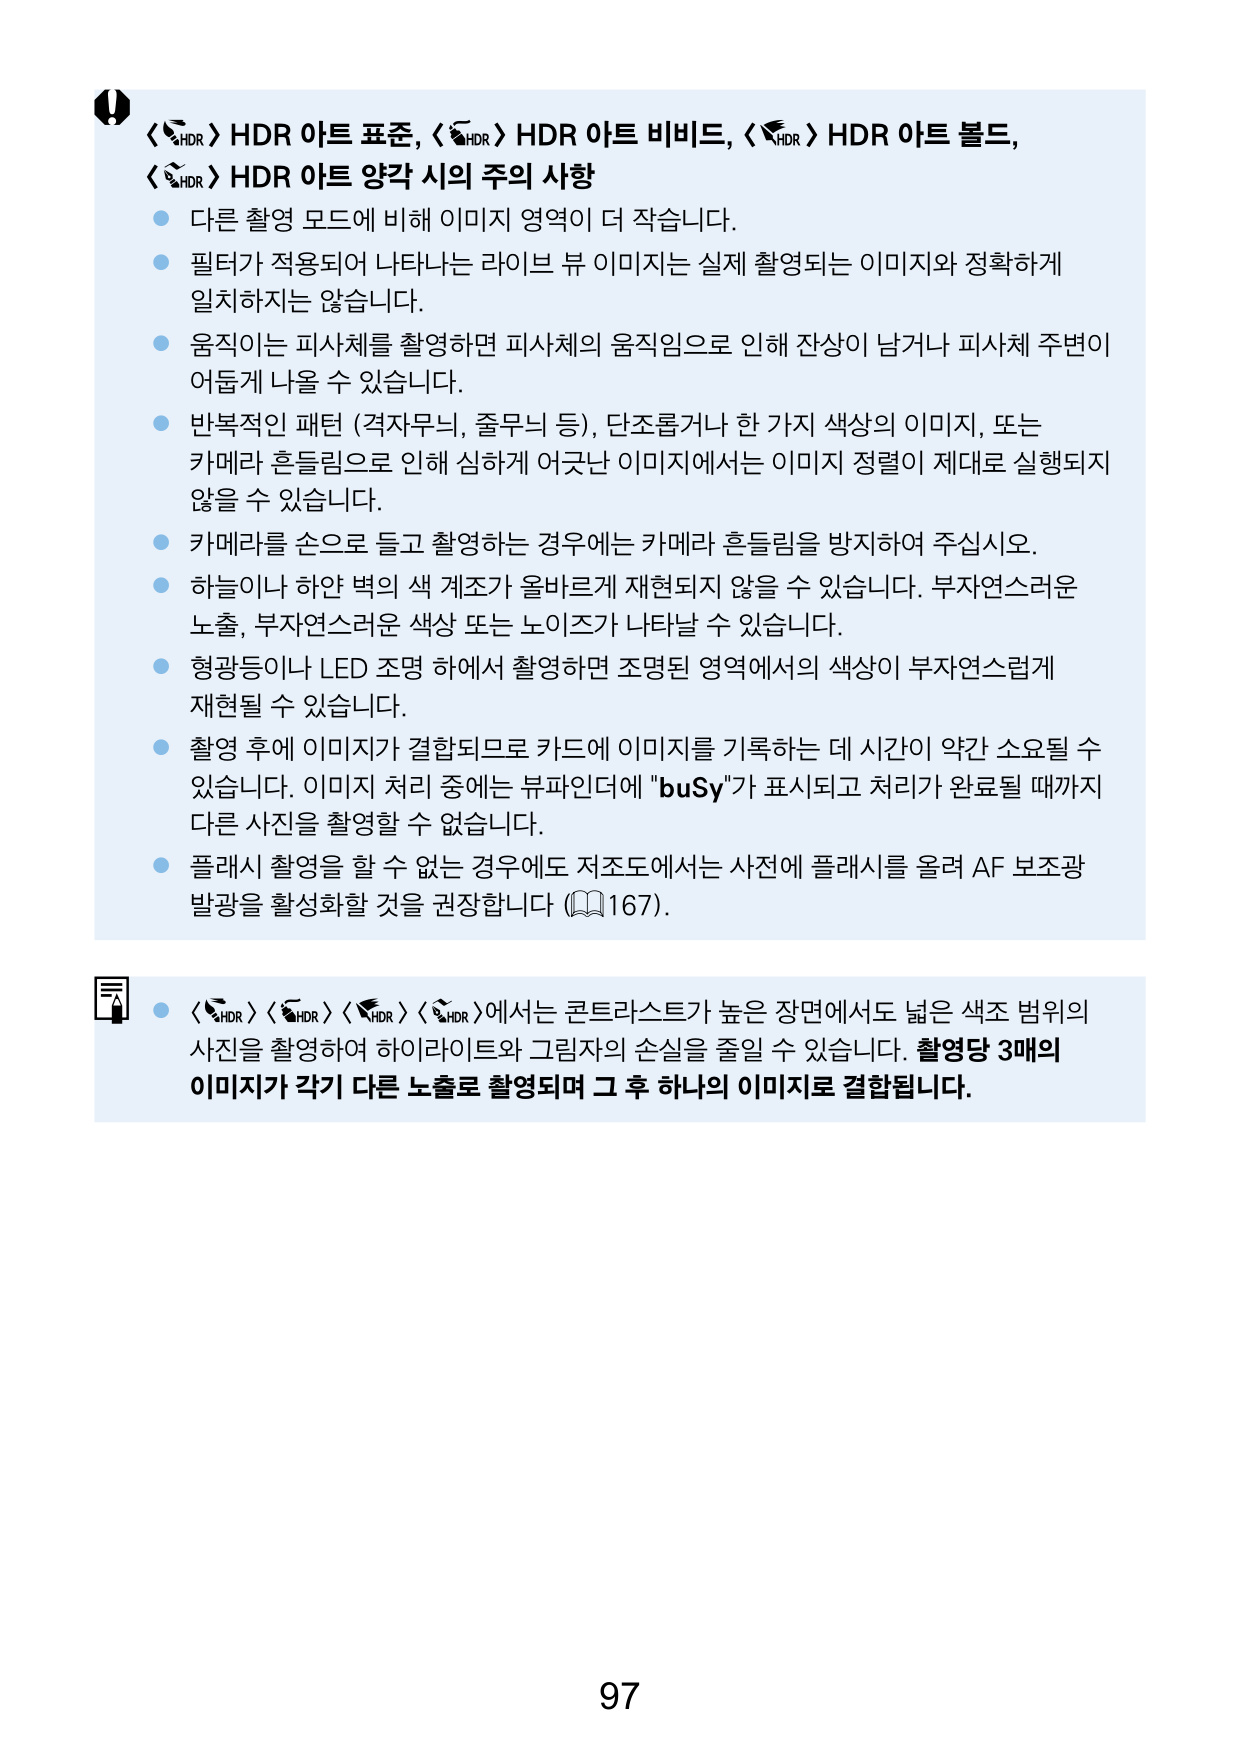 〈HDR〉 HDR 아트 표준, 〈HDR〉 HDR 아트 비비드, 〈HDR〉 HDR 아트 볼드,
〈HDR〉 HDR 아트 양각 시의 주의 사항
● 다른 촬영 모드에 비해 이미지 영역이 더 작습니다.
● 필터가 적용되어 나타나는 라이브 뷰 이미지는 실제 촬영되는 이미지와 정확하게
일치하지는 않습니다.
● 움직이는 피사체를 촬영하면 피사체의 움직임으로 인해 잔상이 남거나 피사체 주변이
어둡게 나올 수 있습니다.
● 반복적인 패턴 (격자무늬, 줄무늬 등), 단조롭거나 한 가지 색상의 이미지, 또는
카메라 흔들림으로 인해 심하게 어긋난 이미지에서는 이미지 정렬이 제대로 실행되지
않을 수 있습니다.
● 카메라를 손으로 들고 촬영하는 경우에는 카메라 흔들림을 방지하여 주십시오.
● 하늘이나 하얀 벽의 색 계조가 올바르게 재현되지 않을 수 있습니다. 부자연스러운
노출, 부자연스러운 색상 또는 노이즈가 나타날 수 있습니다.
● 형광등이나 LED 조명 하에서 촬영하면 조명된 영역에서의 색상이 부자연스럽게
재현될 수 있습니다.
● 촬영 후에 이미지가 결합되므로 카드에 이미지를 기록하는 데 시간이 약간 소요될 수
있습니다. 이미지 처리 중에는 뷰파인더에 "buSy"가 표시되고 처리가 완료될 때까지
다른 사진을 촬영할 수 없습니다.
● 플래시 촬영을 할 수 없는 경우에도 저조도에서는 사전에 플래시를 올려 AF 보조광
발광을 활성화할 것을 권장합니다 (167).
● 〈HDR〉〈HDR〉〈HDR〉〈HDR〉에서는 콘트라스트가 높은 장면에서도 넓은 색조 범위의
사진을 촬영하여 하이라이트와 그림자의 손실을 줄일 수 있습니다. 촬영당 3매의
이미지가 각기 다른 노출로 촬영되며 그 후 하나의 이미지로 결합됩니다.
97